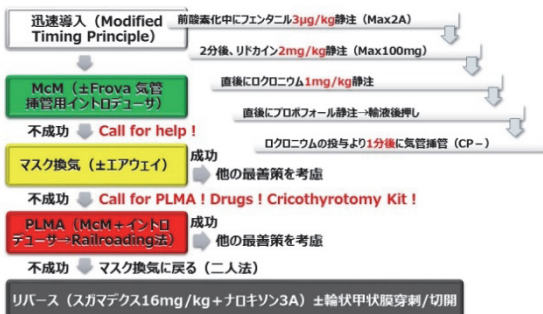 迅速導入（Modified
Timing Principle）
前酸素化中にフェンタニル3μg/kg静注（Max2A）
2分後、リドカイン2mg/kg静注（Max100mg）
直後にロクロニウム1mg/kg静注
直後にプロポフォール静注→輸液後押し
ロクロニウムの投与より1分後に気管挿管（CP－）
McM（±Frova 気管
挿管用イントロデューサ）
不成功
Call for help！
マスク換気（±エアウェイ）
成功
他の最善策を考慮
不成功
Call for PLMA！Drugs！Cricothyrotomy Kit！
PLMA（McM＋イントロ
デューサ→Railroading法）
成功
他の最善策を考慮
不成功
マスク換気に戻る（二人法）
リバース（スガマデクス16mg/kg＋ナロキソン3A）±輪状甲状膜穿刺/切開